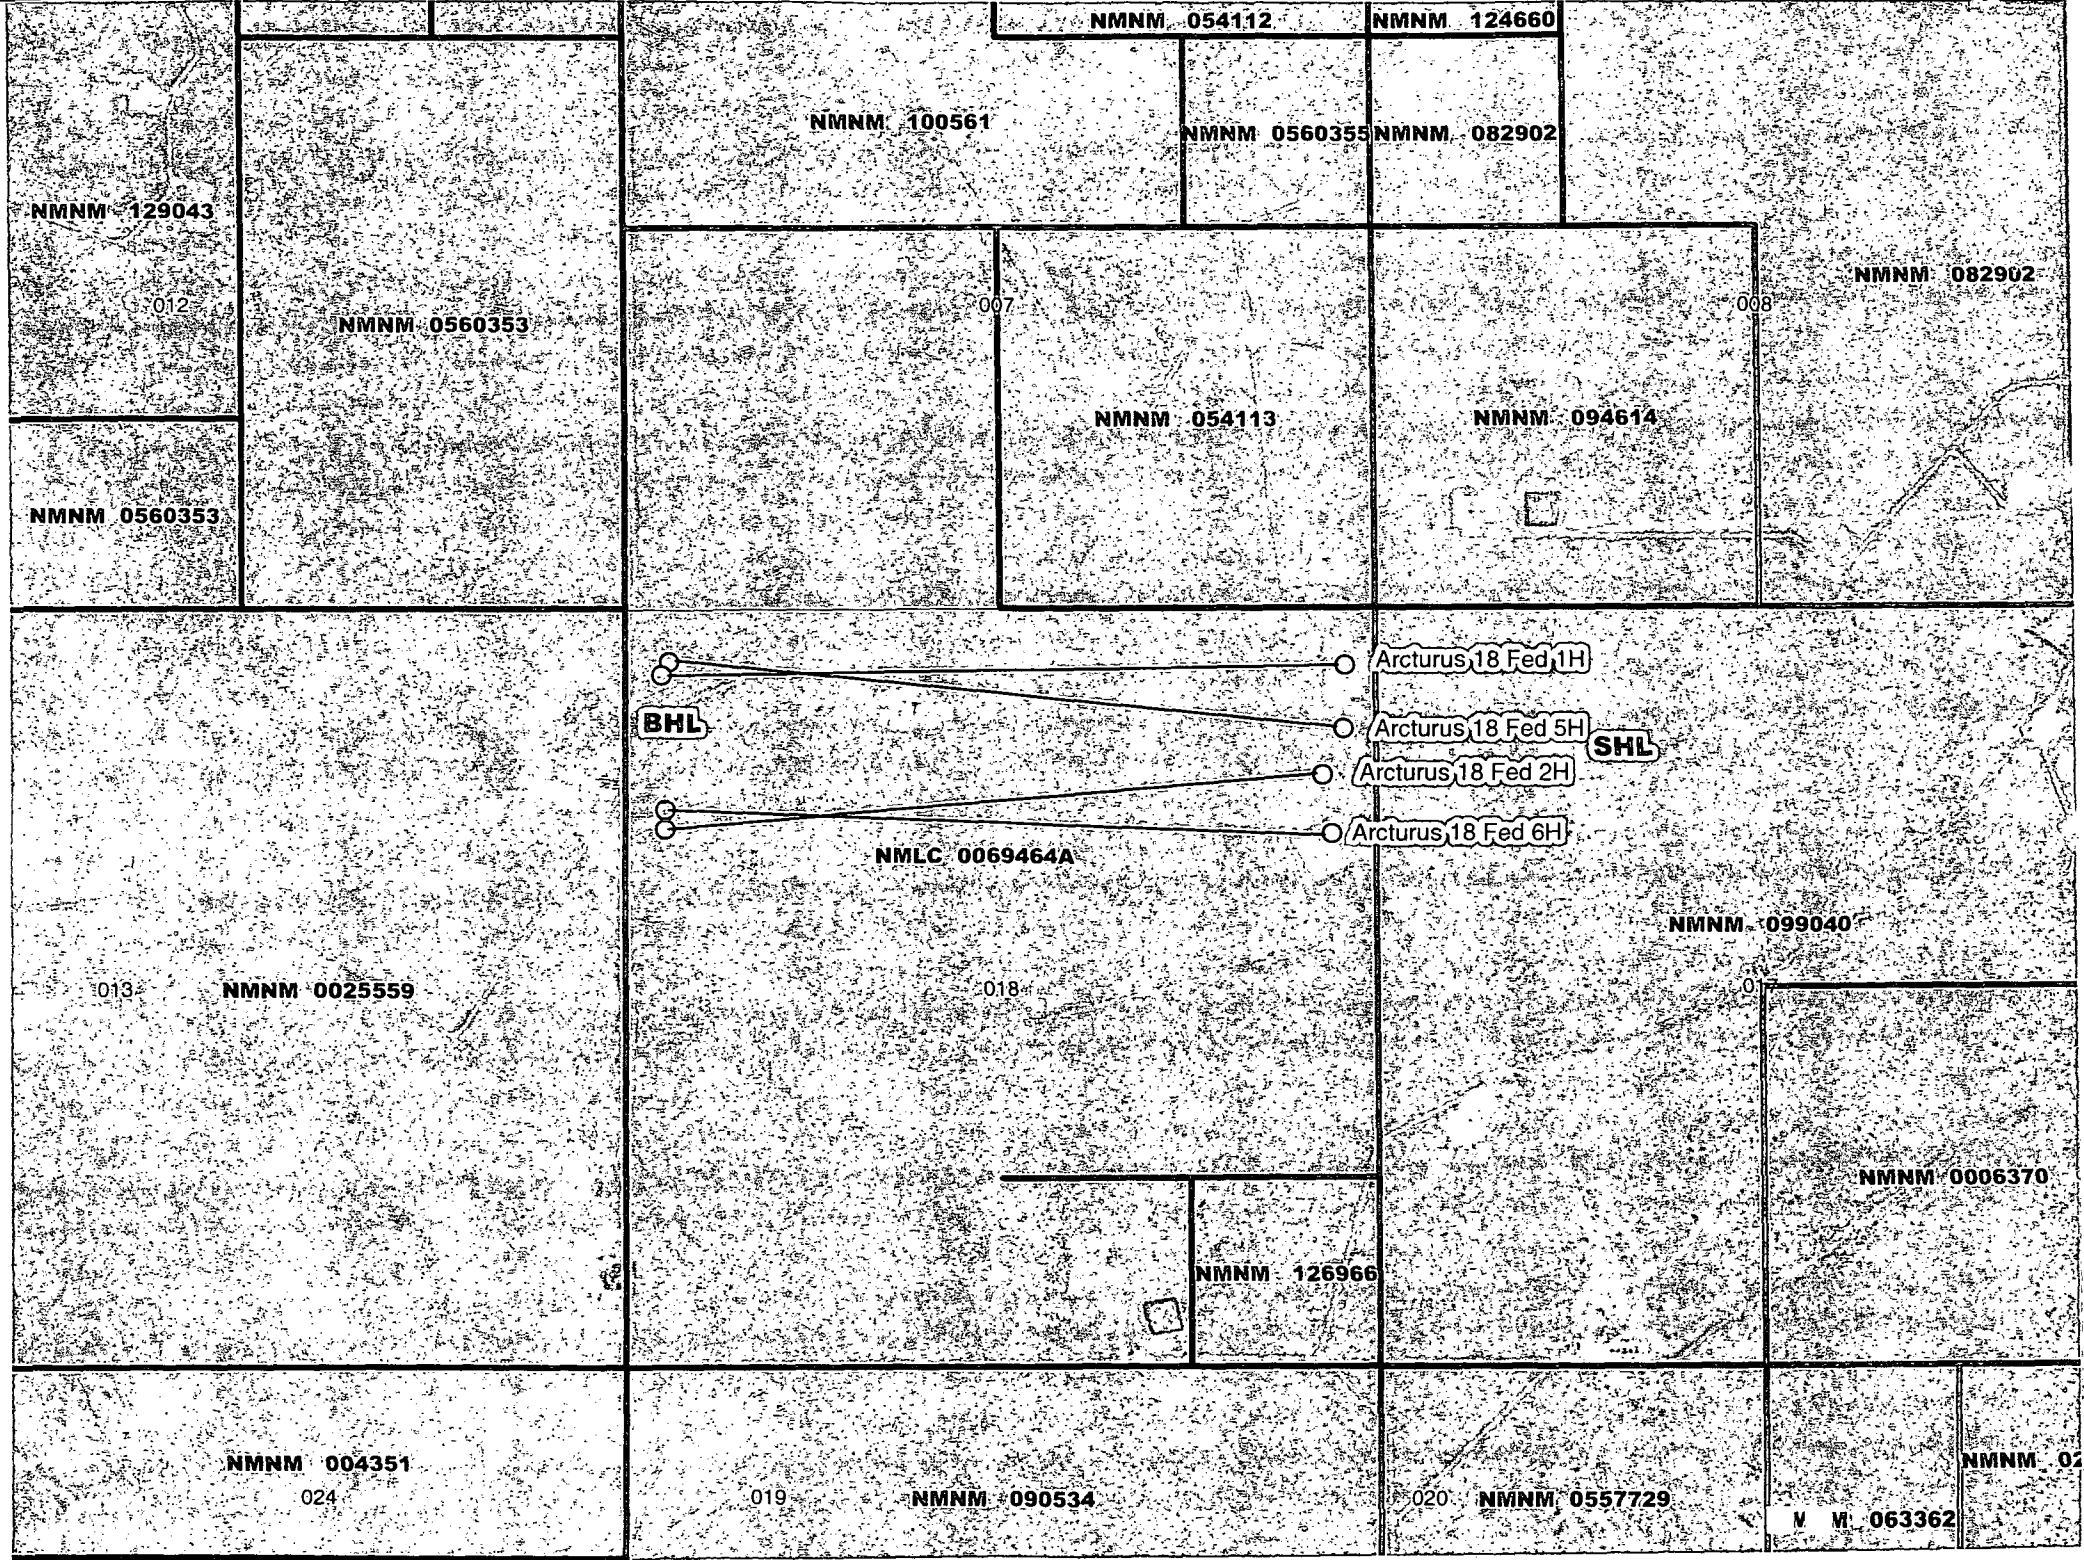 NMNM 054112
NMNM 124660
NMNM 100561
NMNM 0560355
NMNM 082902
NMNM 129043
NMNM 082902
012
007
008
NMNM 0560353
NMNM 054113
NMNM 094614
NMNM 0560353
Arcturus 18 Fed 1H
BHL
Arcturus 18 Fed 5H
SHL
Arcturus 18 Fed 2H
Arcturus 18 Fed 6H
NMLC 0069464A
NMNM 099040
013
NMNM 0025559
018
NMNM 0006370
NMNM 126966
NMNM 004351
024
019
NMNM 090534
020
NMNM 0557729
NMNM 02
M M 063362